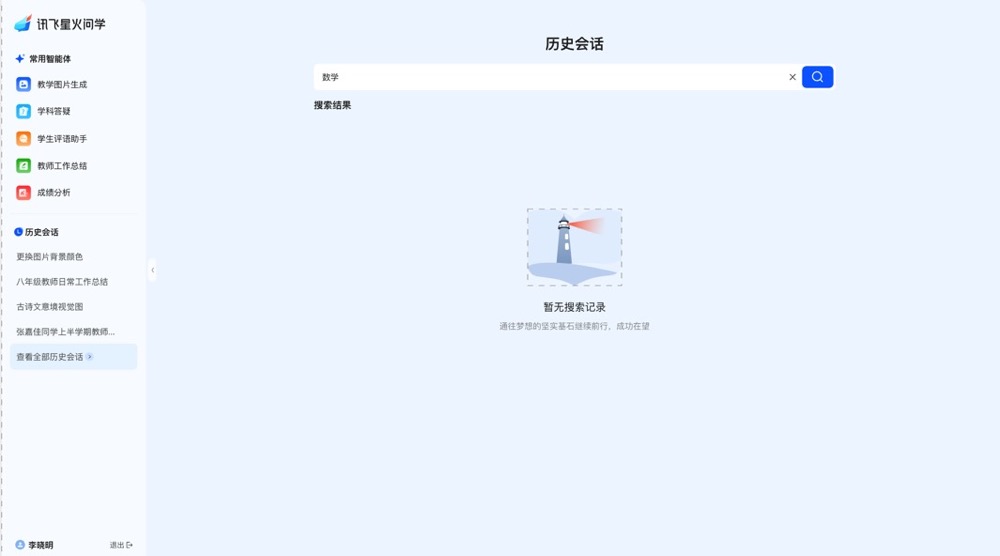 讯飞星火问学
常用智能体
教学图片生成
学科答疑
学生评语助手
教师工作总结
成绩分析
历史会话
更换图片背景颜色
八年级教师日常工作总结
古诗文意境视觉图
张嘉佳同学上半学期教师...
查看全部历史会话
李晓明
退出
历史会话
数学
搜索结果
暂无搜索记录
通往梦想的坚实基石继续前行，成功在望